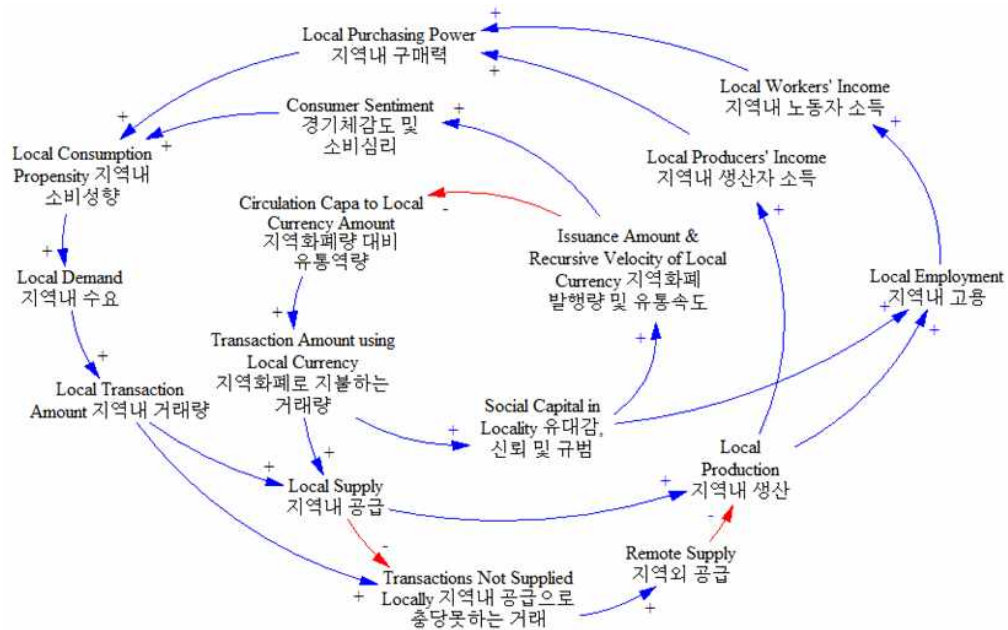 Local Purchasing Power
지역내 구매력
+
+
+
Local Workers' Income
지역내 노동자 소득
+
Consumer Sentiment
경기체감도 및
소비심리
+
+
+
Local Consumption
Propensity 지역내
소비성향
Local Producers' Income
지역내 생산자 소득
+
Circulation Capa to Local
Currency Amount
지역화폐량 대비
유통역량
-
Issuance Amount &
Recursive Velocity of Local
Currency 지역화폐
발행량 및 유통속도
+
+
Local Demand
지역내 수요
Local Employment
지역내 고용
+
+
+
Transaction Amount using
Local Currency
지역화폐로 지불하는
거래량
+
+
Local Transaction
Amount 지역내 거래량
Social Capital in
Locality 유대감,
신뢰 및 규범
+
Local
Production
지역내 생산
+
-
+
+
Local Supply
지역내 공급
-
Remote Supply
지역외 공급
+
Transactions Not Supplied
Locally 지역내 공급으로
충당못하는 거래
+